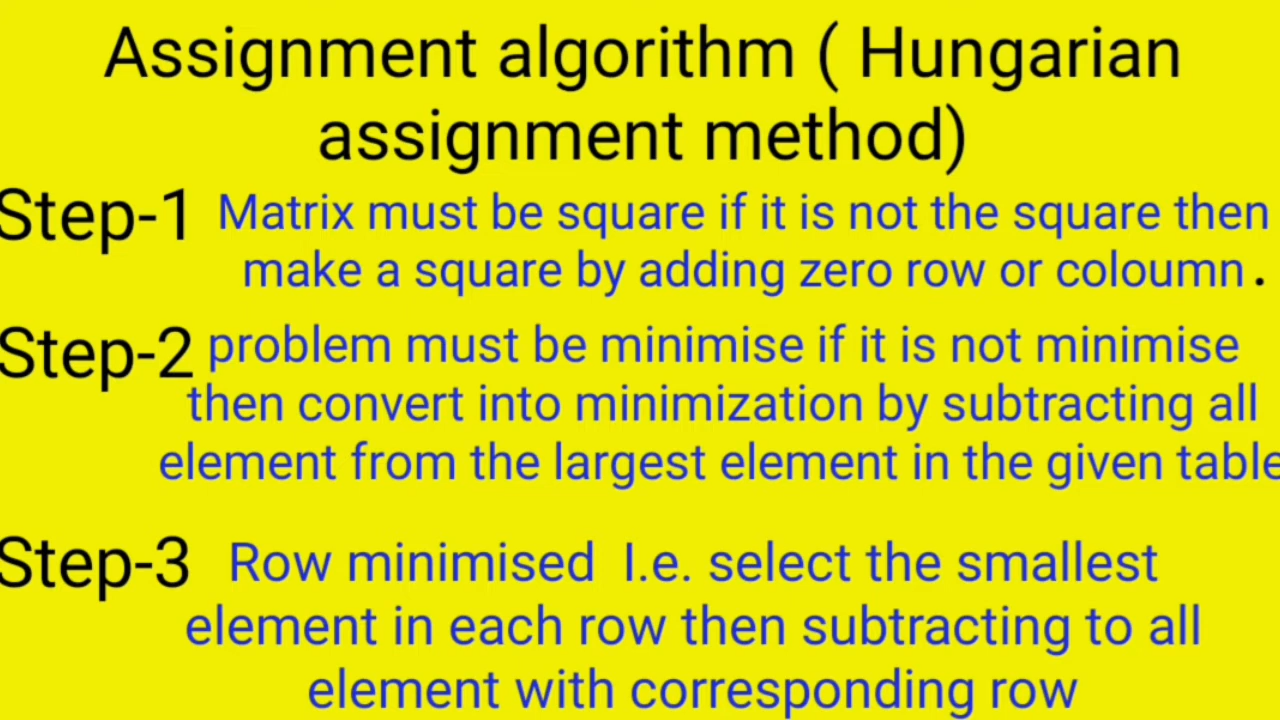 Assignment algorithm ( Hungarian
assignment method)
Step-1 Matrix must be square if it is not the square then
make a square by adding zero row or coloumn .
Step-2 problem must be minimise if it is not minimise
then convert into minimization by subtracting all
element from the largest element in the given table
Step-3 Row minimised I.e. select the smallest
element in each row then subtracting to all
element with corresponding row